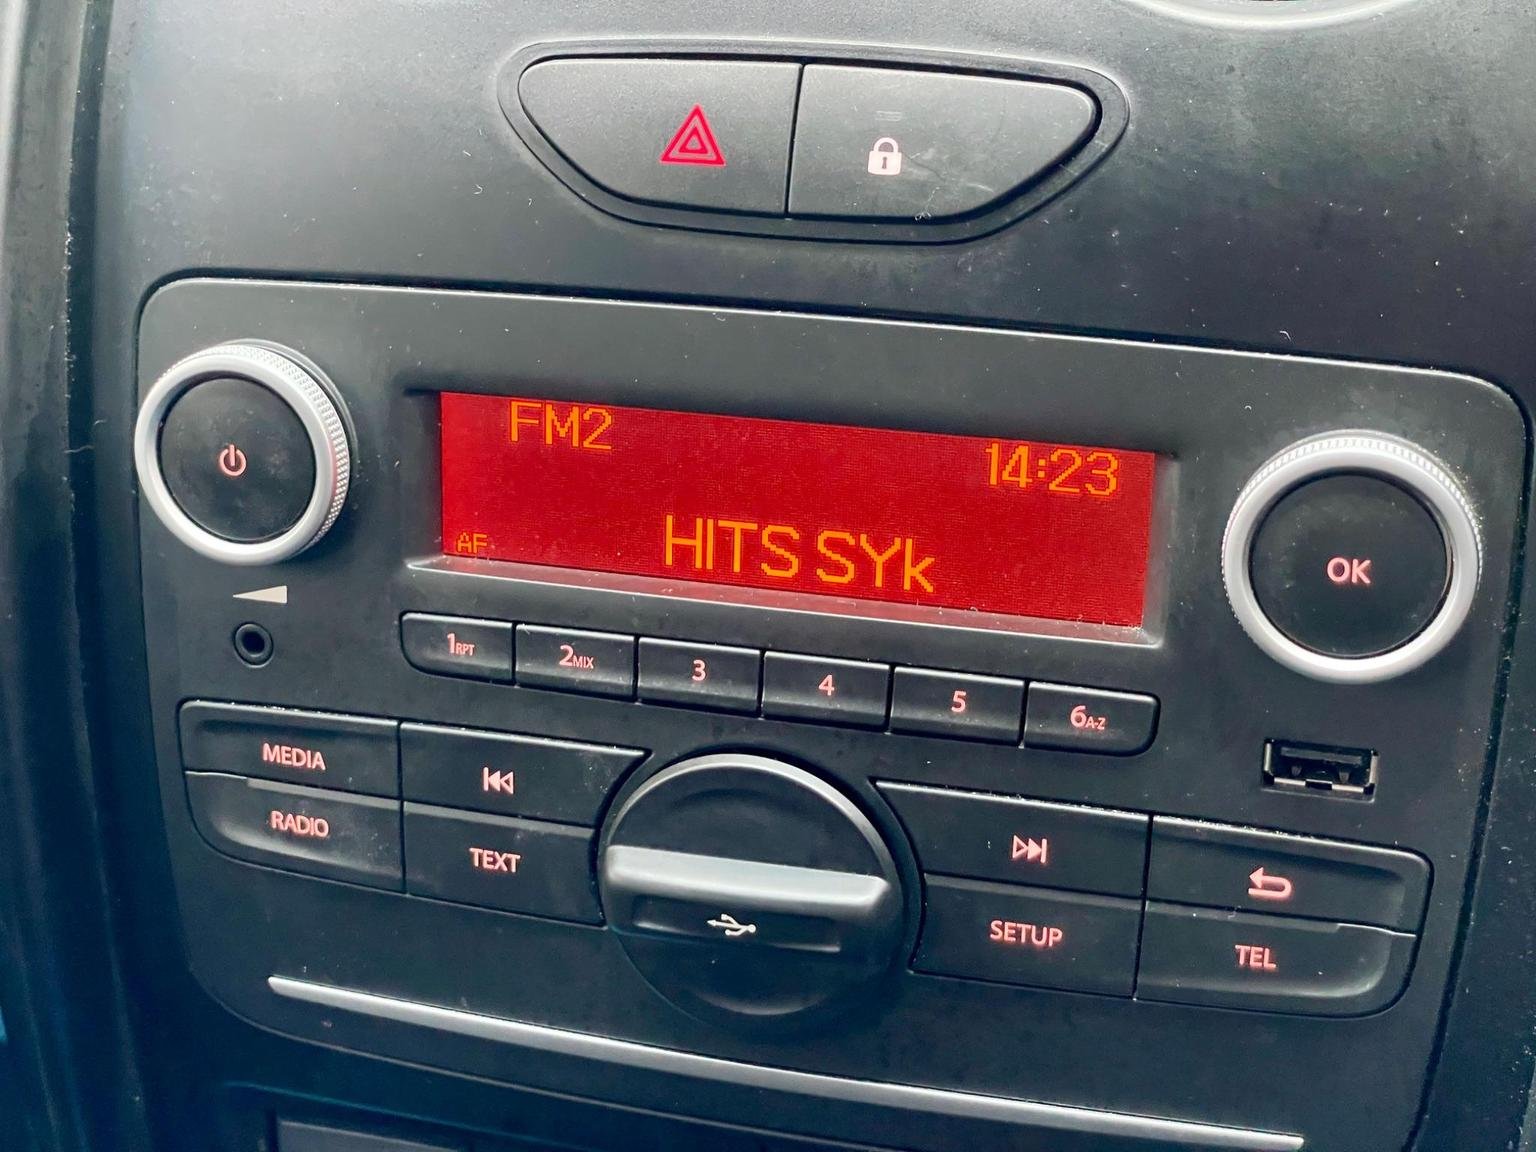 FM2
14:23
AF
HITS SYk
OK
1RPT
2MIX
3
4
5
6A-Z
MEDIA
RADIO
TEXT
SETUP
TEL